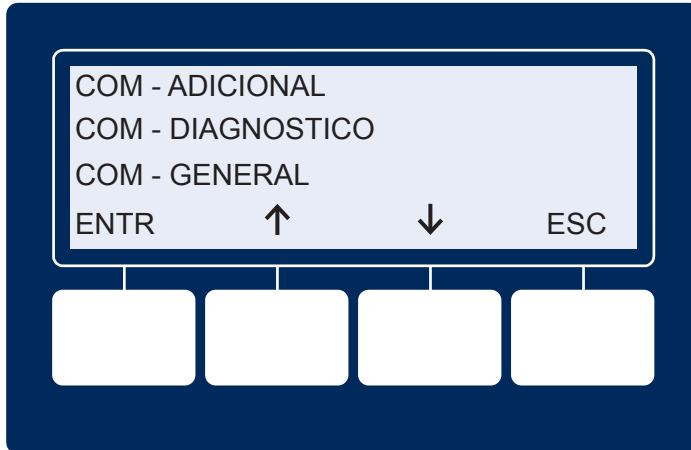 COM - ADICIONAL
COM - DIAGNOSTICO
COM - GENERAL
ENTR ↑ ↓ ESC